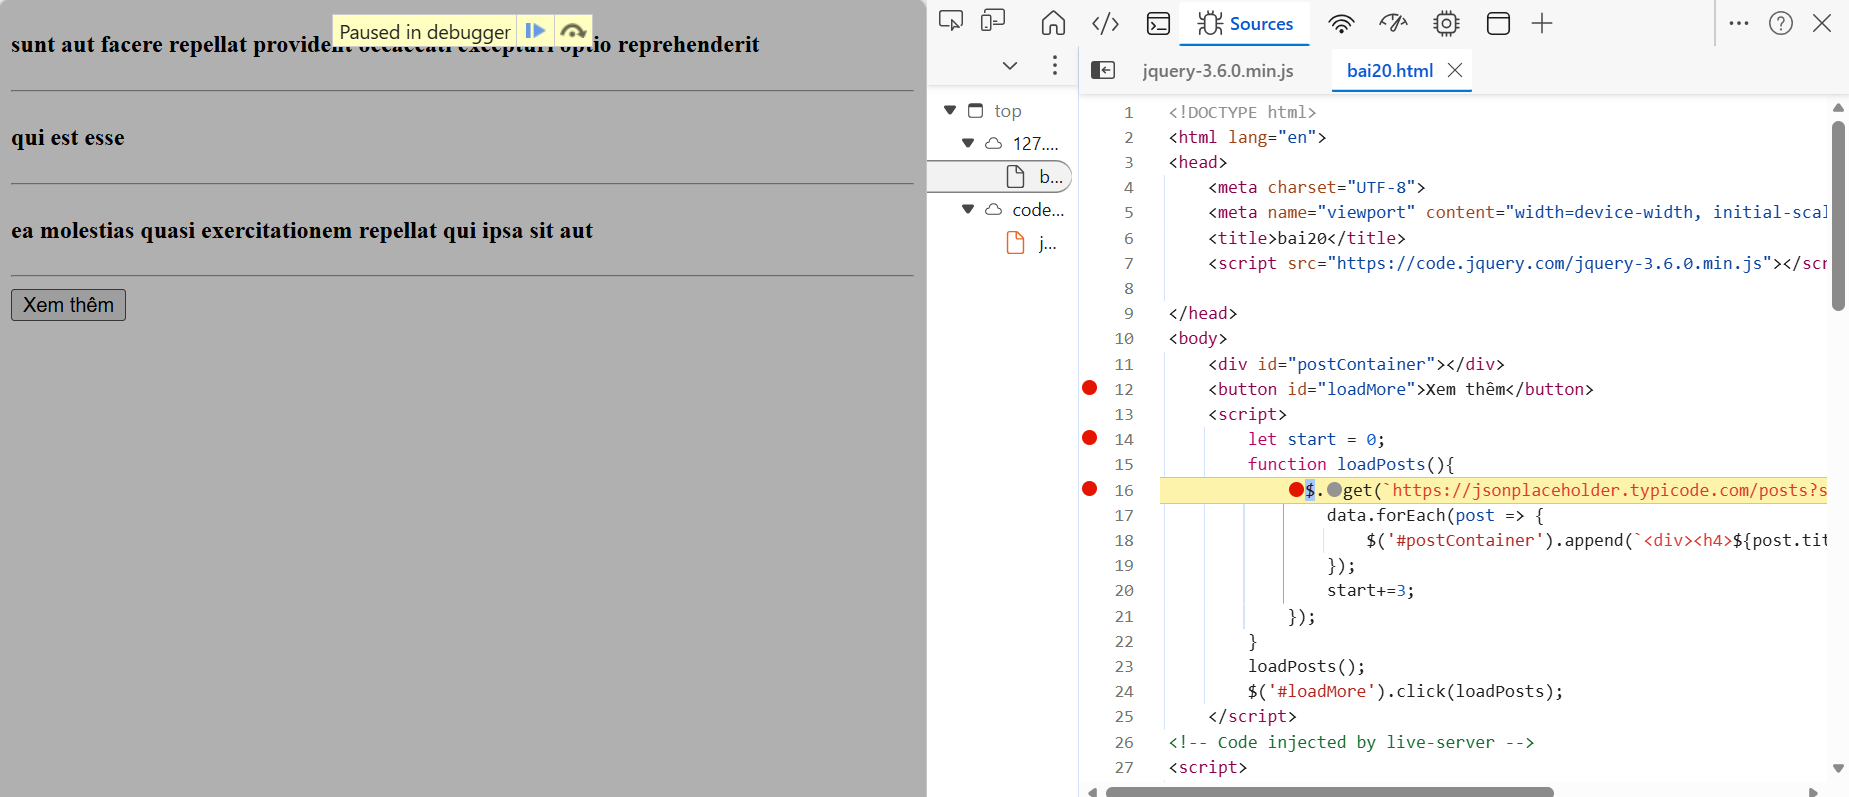 Paused in debugger
sunt aut facere repellat provident occaecati excepturi optio reprehenderit
qui est esse
ea molestias quasi exercitationem repellat qui ipsa sit aut
Xem thêm
Sources
top
127....
b...
code...
j...
jquery-3.6.0.min.js
bai20.html
1 <!DOCTYPE html>
2 <html lang="en">
3 <head>
4 <meta charset="UTF-8">
5 <meta name="viewport" content="width=device-width, initial-scal
6 <title>bai20</title>
7 <script src="https://code.jquery.com/jquery-3.6.0.min.js"></scr
8
9 </head>
10 <body>
11 <div id="postContainer"></div>
12 <button id="loadMore">Xem thêm</button>
13 <script>
14 let start = 0;
15 function loadPosts(){
16 $.get(`https://jsonplaceholder.typicode.com/posts?s
17 data.forEach(post => {
18 $('#postContainer').append(`<div><h4>${post.tit
19 });
20 start+=3;
21 });
22 }
23 loadPosts();
24 $('#loadMore').click(loadPosts);
25 </script>
26 <!-- Code injected by live-server -->
27 <script>